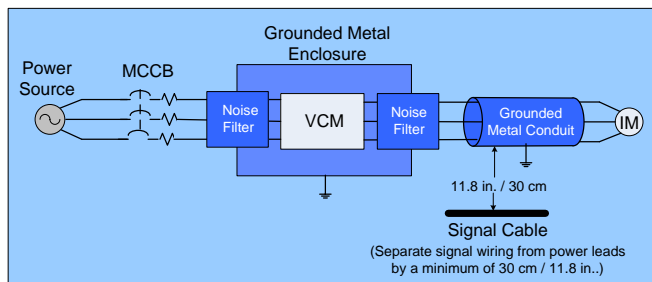 Grounded Metal
Enclosure
Power
Source
MCCB
Noise
Filter
VCM
Noise
Filter
Grounded
Metal Conduit
IM
11.8 in. / 30 cm
Signal Cable
(Separate signal wiring from power leads
by a minimum of 30 cm / 11.8 in..)